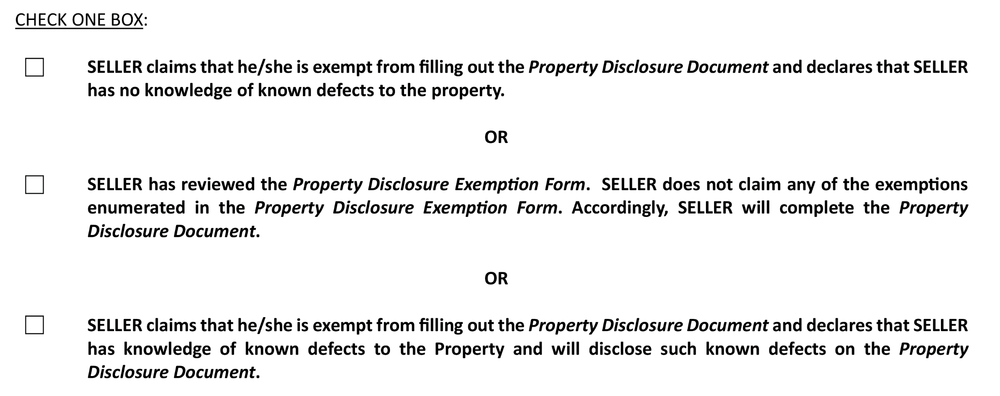 CHECK ONE BOX:
SELLER claims that he/she is exempt from filling out the Property Disclosure Document and declares that SELLER
has no knowledge of known defects to the property.
OR
SELLER has reviewed the Property Disclosure Exemption Form.  SELLER does not claim any of the exemptions
enumerated in the Property Disclosure Exemption Form. Accordingly, SELLER will complete the Property
Disclosure Document.
OR
SELLER claims that he/she is exempt from filling out the Property Disclosure Document and declares that SELLER
has knowledge of known defects to the Property and will disclose such known defects on the Property
Disclosure Document.